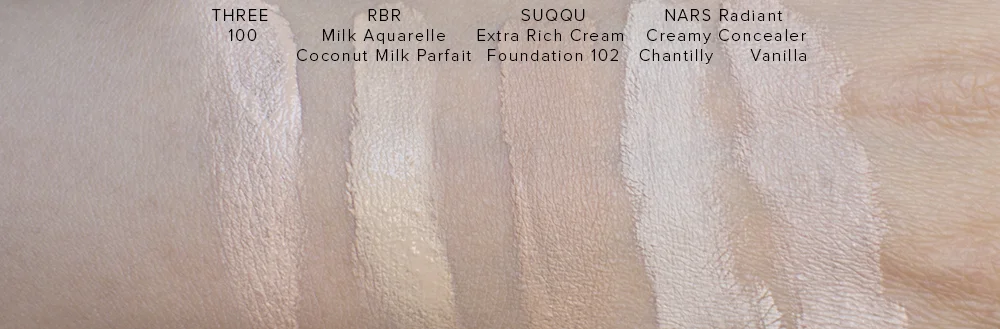 THREE
100
RBR
Milk Aquarelle
Coconut Milk Parfait
SUQQU
Extra Rich Cream
Foundation 102
NARS Radiant
Creamy Concealer
Chantilly Vanilla